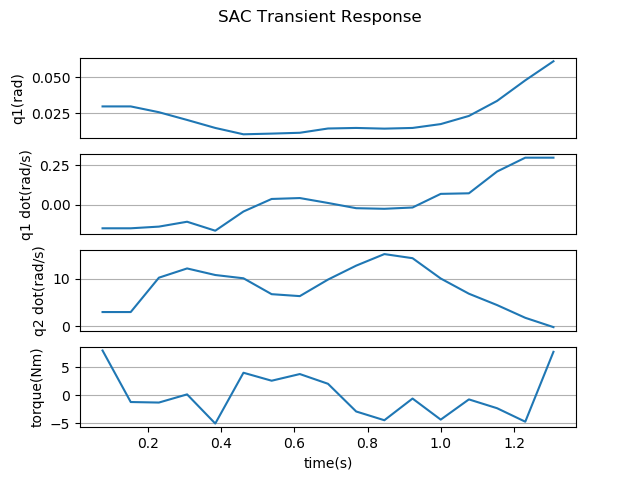 SAC Transient Response
q1(rad)
0.050
0.025
q1 dot(rad/s)
0.25
0.00
q2 dot(rad/s)
10
0
torque(Nm)
5
0
−5
0.2 0.4 0.6 0.8 1.0 1.2
time(s)